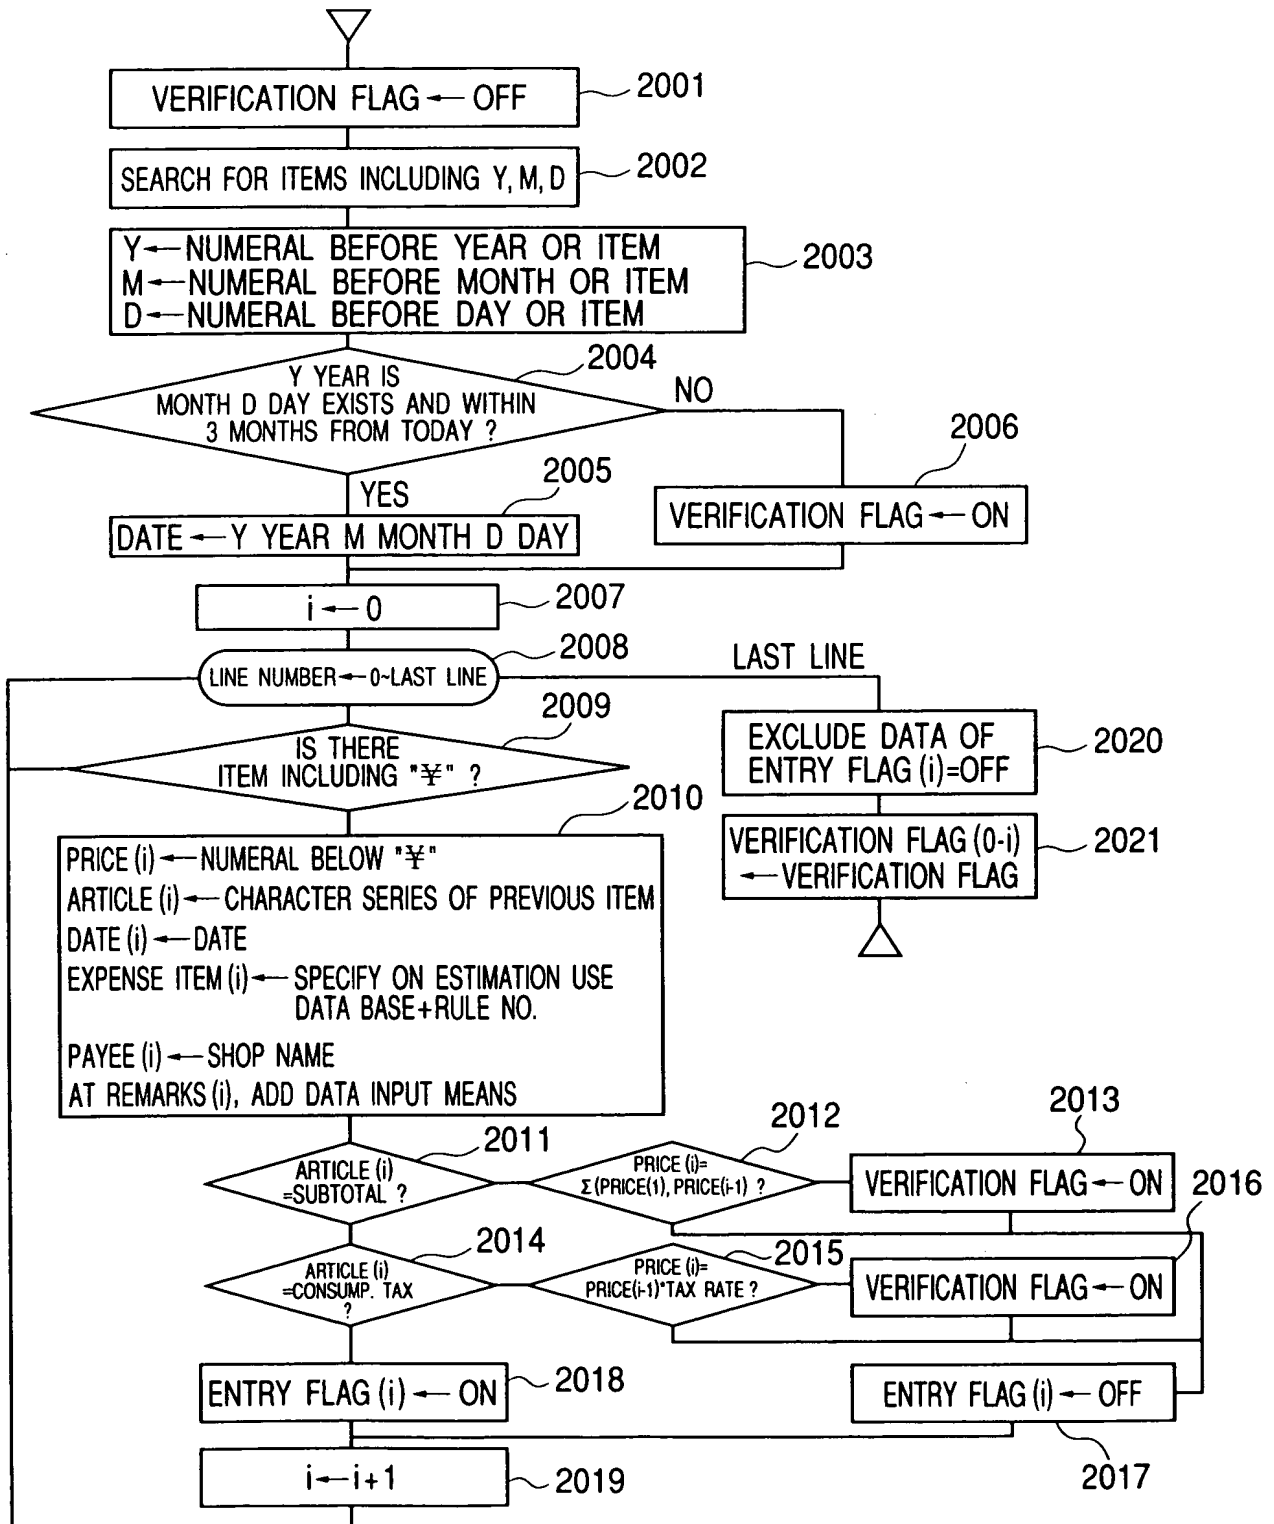 VERIFICATION FLAG ← OFF
2001
SEARCH FOR ITEMS INCLUDING Y, M, D
2002
Y ← NUMERAL BEFORE YEAR OR ITEM
M ← NUMERAL BEFORE MONTH OR ITEM
D ← NUMERAL BEFORE DAY OR ITEM
2003
2004
Y YEAR IS
MONTH D DAY EXISTS AND WITHIN
3 MONTHS FROM TODAY ?
NO
2006
VERIFICATION FLAG ← ON
YES
2005
DATE ← Y YEAR M MONTH D DAY
i ← 0
2007
2008
LINE NUMBER ← 0~LAST LINE
LAST LINE
2009
IS THERE
ITEM INCLUDING "¥" ?
EXCLUDE DATA OF
ENTRY FLAG (i)=OFF
2020
VERIFICATION FLAG (0-i)
← VERIFICATION FLAG
2021
2010
PRICE (i) ← NUMERAL BELOW "¥"
ARTICLE (i) ← CHARACTER SERIES OF PREVIOUS ITEM
DATE (i) ← DATE
EXPENSE ITEM (i) ← SPECIFY ON ESTIMATION USE
DATA BASE+RULE NO.
PAYEE (i) ← SHOP NAME
AT REMARKS (i), ADD DATA INPUT MEANS
2011
ARTICLE (i)
=SUBTOTAL ?
2012
PRICE (i)=
Σ (PRICE(1), PRICE(i-1) ?
2013
VERIFICATION FLAG ← ON
2014
ARTICLE (i)
=CONSUMP. TAX
?
2015
PRICE (i)=
PRICE(i-1)*TAX RATE ?
2016
VERIFICATION FLAG ← ON
ENTRY FLAG (i) ← ON
2018
ENTRY FLAG (i) ← OFF
2017
i ← i+1
2019